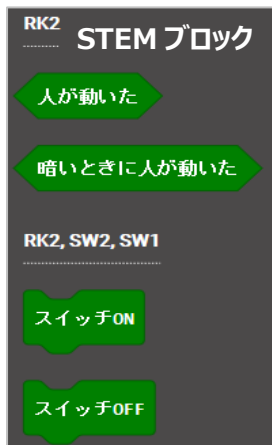 RK2
STEM ブロック
人が動いた
暗いときに人が動いた
RK2, SW2, SW1
スイッチON
スイッチOFF